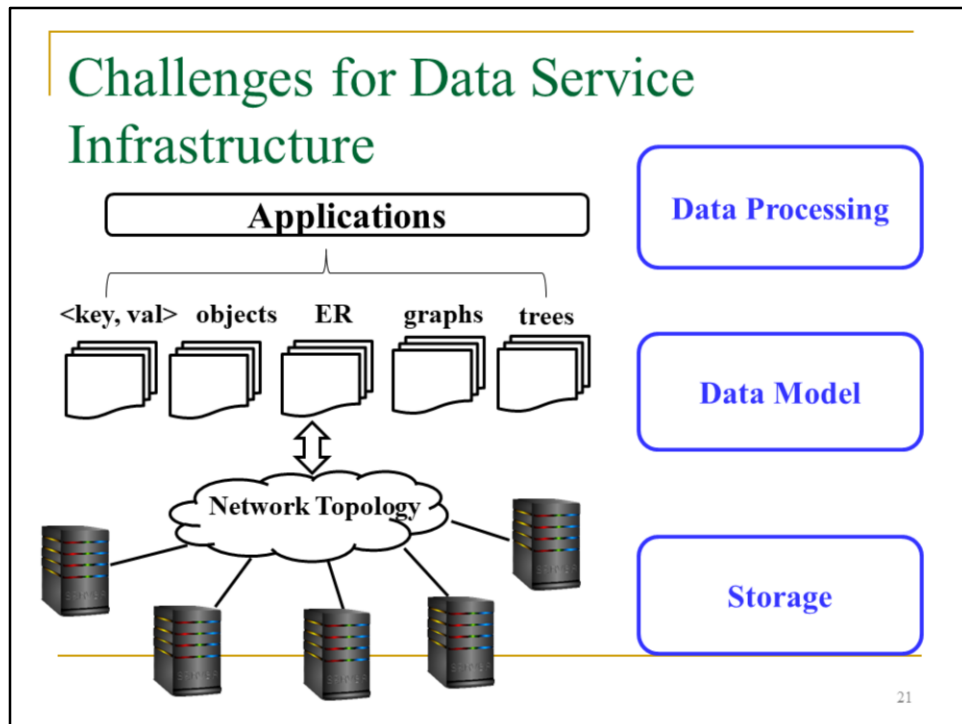 Challenges for Data Service
Infrastructure
Applications
<key, val> objects ER graphs trees
Network Topology
Data Processing
Data Model
Storage
21